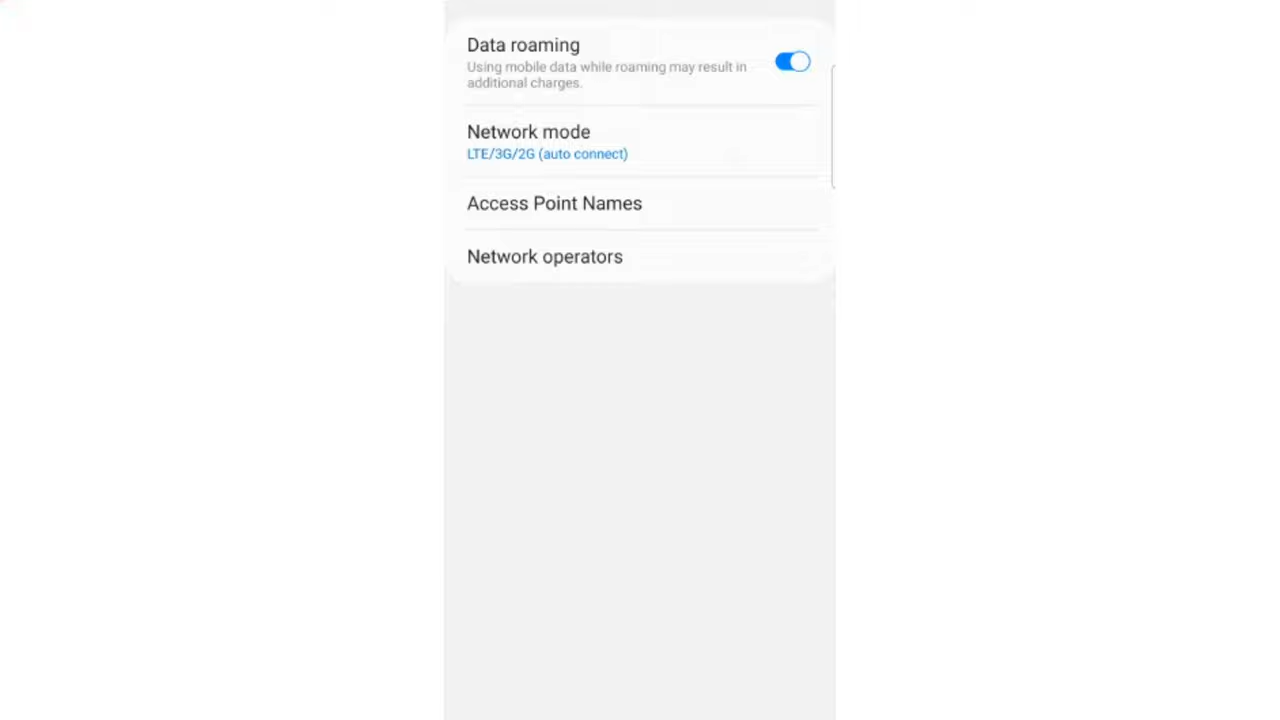 Data roaming
Using mobile data while roaming may result in
additional charges.
Network mode
LTE/3G/2G (auto connect)
Access Point Names
Network operators